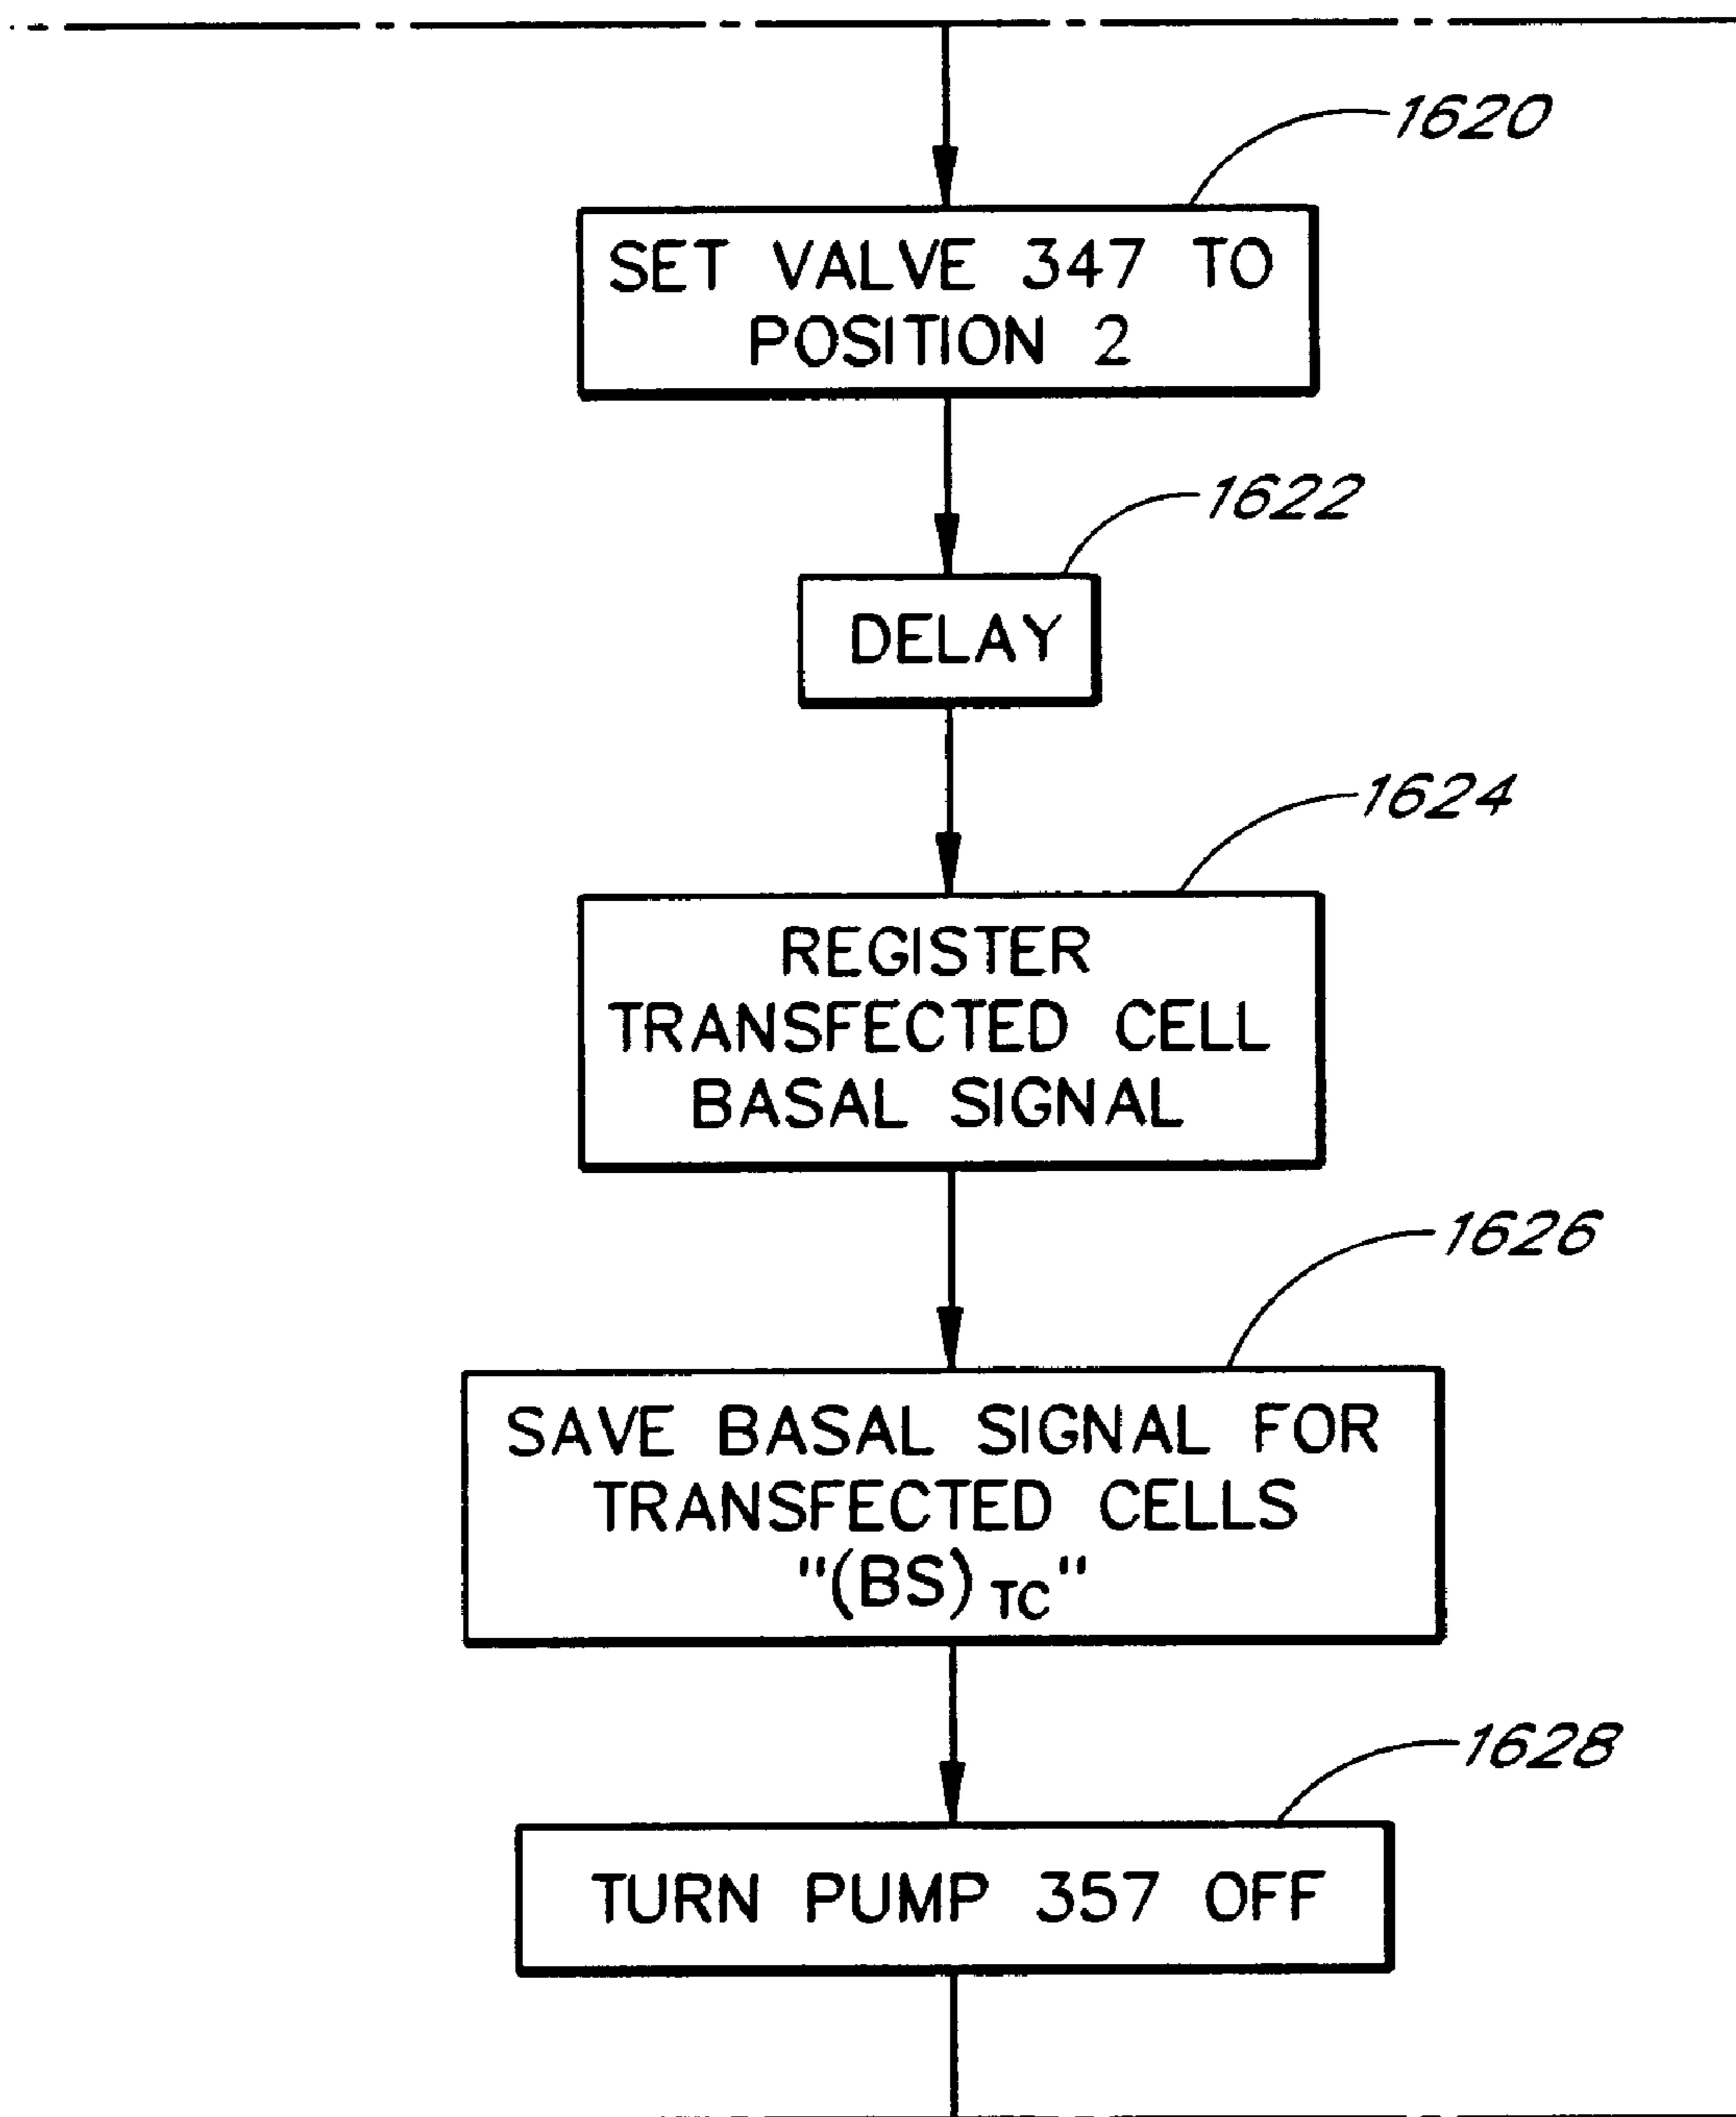 1620
SET VALVE 347 TO
POSITION 2
1622
DELAY
1624
REGISTER
TRANSFECTED CELL
BASAL SIGNAL
1626
SAVE BASAL SIGNAL FOR
TRANSFECTED CELLS
"(BS)TC"
1628
TURN PUMP 357 OFF